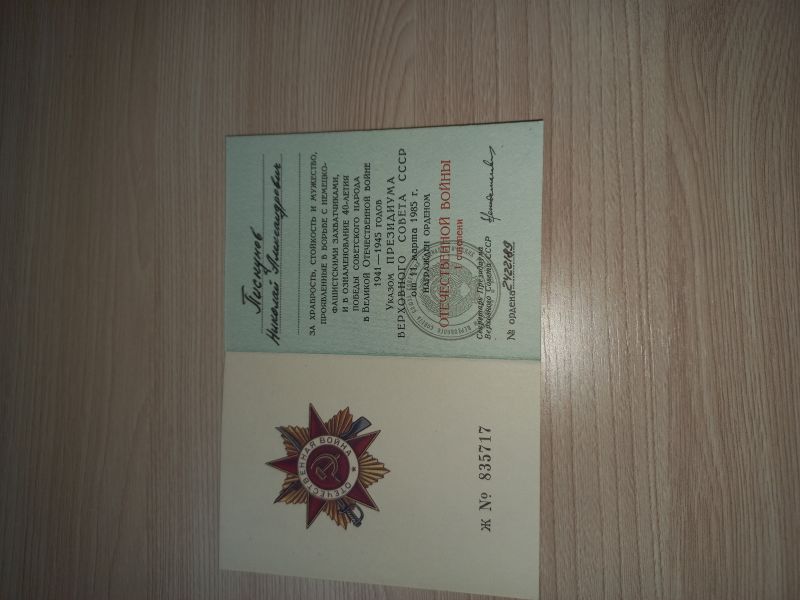 ОТЕЧЕСТВЕННАЯ ВОЙНА
Ж № 835717
Пискунов
Николай Александрович
ЗА ХРАБРОСТЬ, СТОЙКОСТЬ И МУЖЕСТВО,
ПРОЯВЛЕННЫЕ В БОРЬБЕ С НЕМЕЦКО-
ФАШИСТСКИМИ ЗАХВАТЧИКАМИ,
И В ОЗНАМЕНОВАНИЕ 40-ЛЕТИЯ
ПОБЕДЫ СОВЕТСКОГО НАРОДА
В ВЕЛИКОЙ ОТЕЧЕСТВЕННОЙ ВОЙНЕ
1941—1945 ГОДОВ
УКАЗОМ ПРЕЗИДИУМА
ВЕРХОВНОГО СОВЕТА СССР
от 11 марта 1985 г.
НАГРАЖДЕН ОРДЕНОМ
ОТЕЧЕСТВЕННОЙ ВОЙНЫ
степени
Секретарь Президиума
Верховного Совета СССР
№ ордена